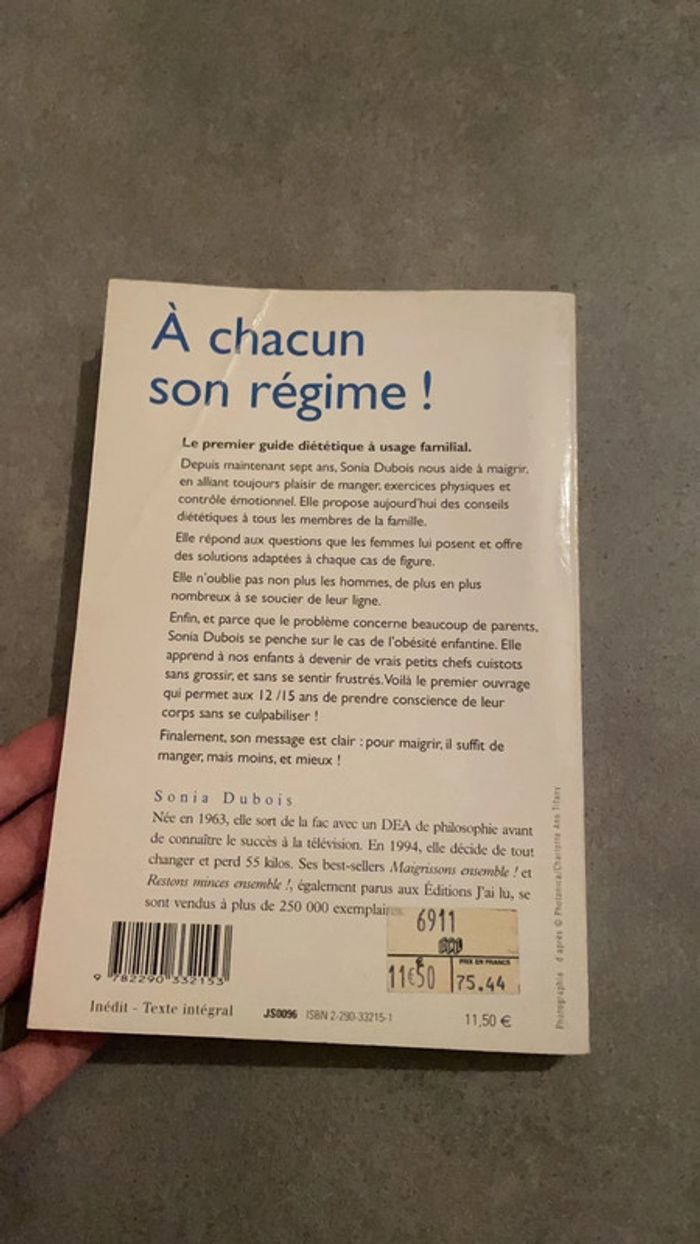 À chacun
son régime !
Le premier guide diététique à usage familial.
Depuis maintenant sept ans, Sonia Dubois nous aide à maigrir,
en alliant toujours plaisir de manger, exercices physiques et
contrôle émotionnel. Elle propose aujourd'hui des conseils
diététiques à tous les membres de la famille.
Elle répond aux questions que les femmes lui posent et offre
des solutions adaptées à chaque cas de figure.
Elle n'oublie pas non plus les hommes, de plus en plus
nombreux à se soucier de leur ligne.
Enfin, et parce que le problème concerne beaucoup de parents,
Sonia Dubois se penche sur le cas de l'obésité enfantine. Elle
apprend à nos enfants à devenir de vrais petits chefs cuistots
sans grossir, et sans se sentir frustrés. Voilà le premier ouvrage
qui permet aux 12/15 ans de prendre conscience de leur
corps sans se culpabiliser !
Finalement, son message est clair : pour maigrir, il suffit de
manger, mais moins, et mieux !
Sonia Dubois
Née en 1963, elle sort de la fac avec un DEA de philosophie avant
de connaître le succès à la télévision. En 1994, elle décide de tout
changer et perd 55 kilos. Ses best-sellers Maigrissons ensemble ! et
Restons minces ensemble !, également parus aux Éditions J'ai lu, se
sont vendus à plus de 250 000 exemplaires
6911
PRIX EN FRANCS
11€50 75.44
9 782290 332153
Inédit - Texte intégral
JS0096 ISBN 2-290-33215-1
11,50 €
Photographie d'après © Photonica/Charlotte Ann Tifany